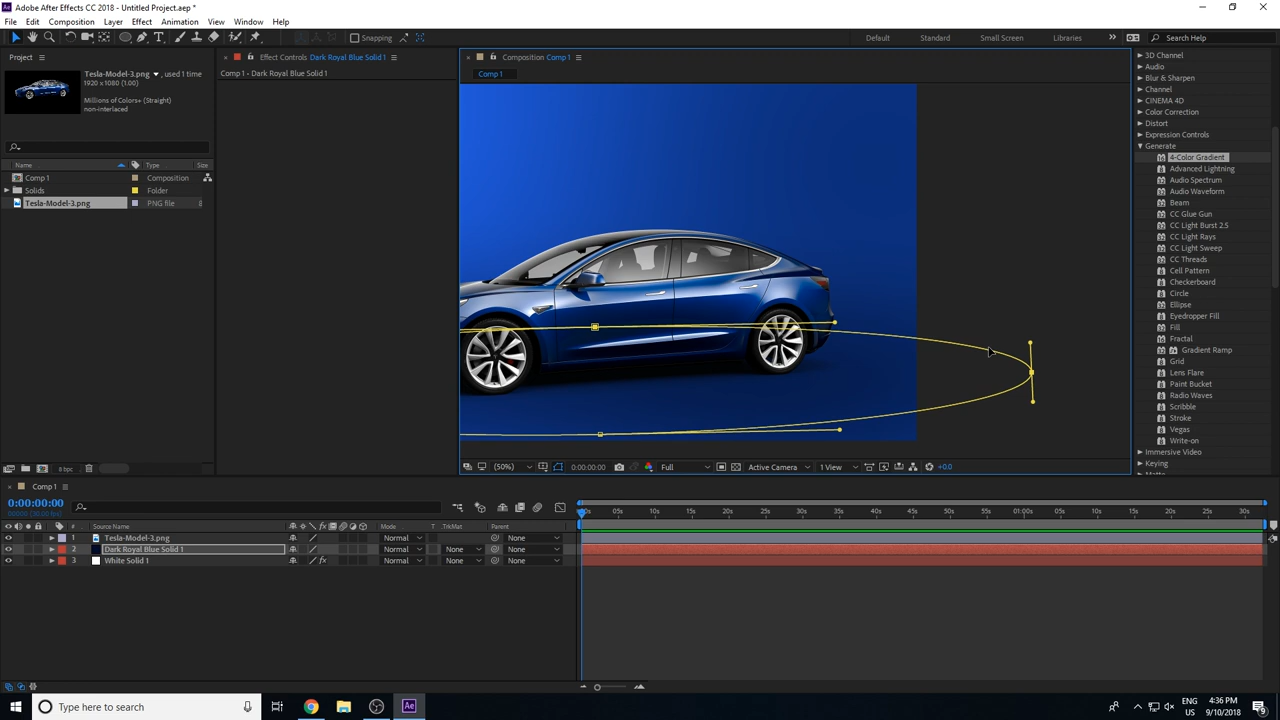 Adobe After Effects CC 2018 - Untitled Project.aep *
File Edit Composition Layer Effect Animation View Window Help
Snapping
Default Standard Small Screen Libraries Search Help
Project
Effect Controls Dark Royal Blue Solid 1
Composition Comp 1
Tesla-Model-3.png , used 1 time
1920 x 1080 (1.00)
Millions of Colors+ (Straight)
non-interlaced
Comp 1 - Dark Royal Blue Solid 1
Comp 1
Name Type Size
Comp 1 Composition
Solids Folder
Tesla-Model-3.png PNG file
8 bpc
3D Channel
Audio
Blur & Sharpen
Channel
CINEMA 4D
Color Correction
Distort
Expression Controls
Generate
4-Color Gradient
Advanced Lightning
Audio Spectrum
Audio Waveform
Beam
CC Glue Gun
CC Light Burst 2.5
CC Light Rays
CC Light Sweep
CC Threads
Cell Pattern
Checkerboard
Circle
Ellipse
Eyedropper Fill
Fill
Fractal
Gradient Ramp
Grid
Lens Flare
Paint Bucket
Radio Waves
Scribble
Stroke
Vegas
Write-on
Immersive Video
Keying
(50%) 0:00:00:00 Full Active Camera 1 View +0.0
Comp 1
0:00:00:00
# Source Name Mode T TrkMat Parent
1 Tesla-Model-3.png Normal None
2 Dark Royal Blue Solid 1 Normal None None
3 White Solid 1 Normal None None
05s 10s 15s 20s 25s 30s 35s 40s 45s 50s 55s 01:00s 05s 10s 15s 20s 25s 30s
Type here to search
ENG
US
4:36 PM
9/10/2018